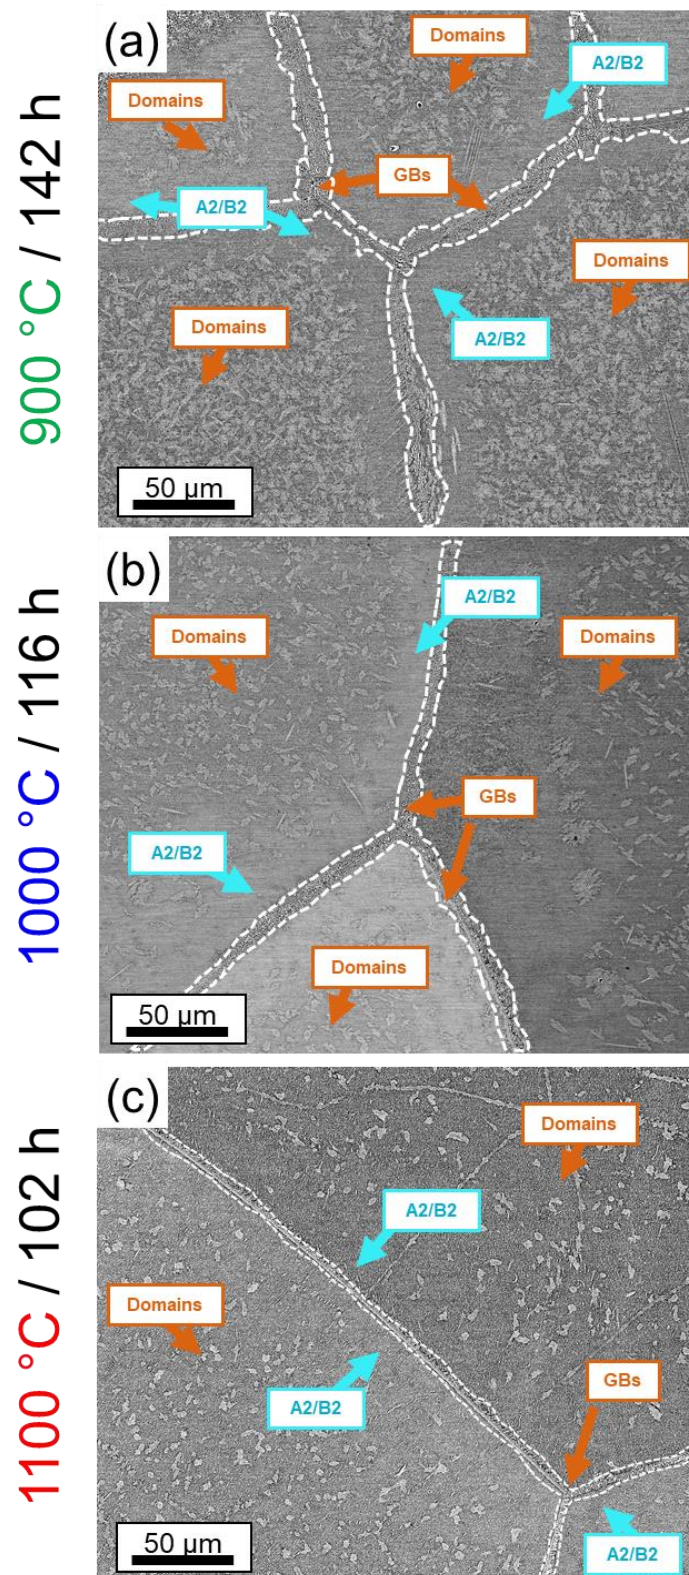 900 °C / 142 h
(a)
Domains
A2/B2
Domains
GBs
A2/B2
Domains
Domains
A2/B2
50 µm
1000 °C / 116 h
(b)
A2/B2
Domains
Domains
GBs
A2/B2
Domains
50 µm
1100 °C / 102 h
(c)
Domains
A2/B2
Domains
A2/B2
GBs
A2/B2
50 µm